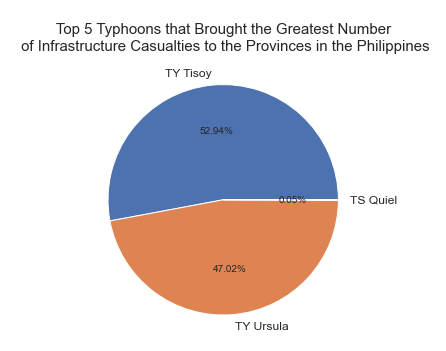 Top 5 Typhoons that Brought the Greatest Number
of Infrastructure Casualties to the Provinces in the Philippines
TY Tisoy
52.94%
0.05%
TS Quiel
47.02%
TY Ursula